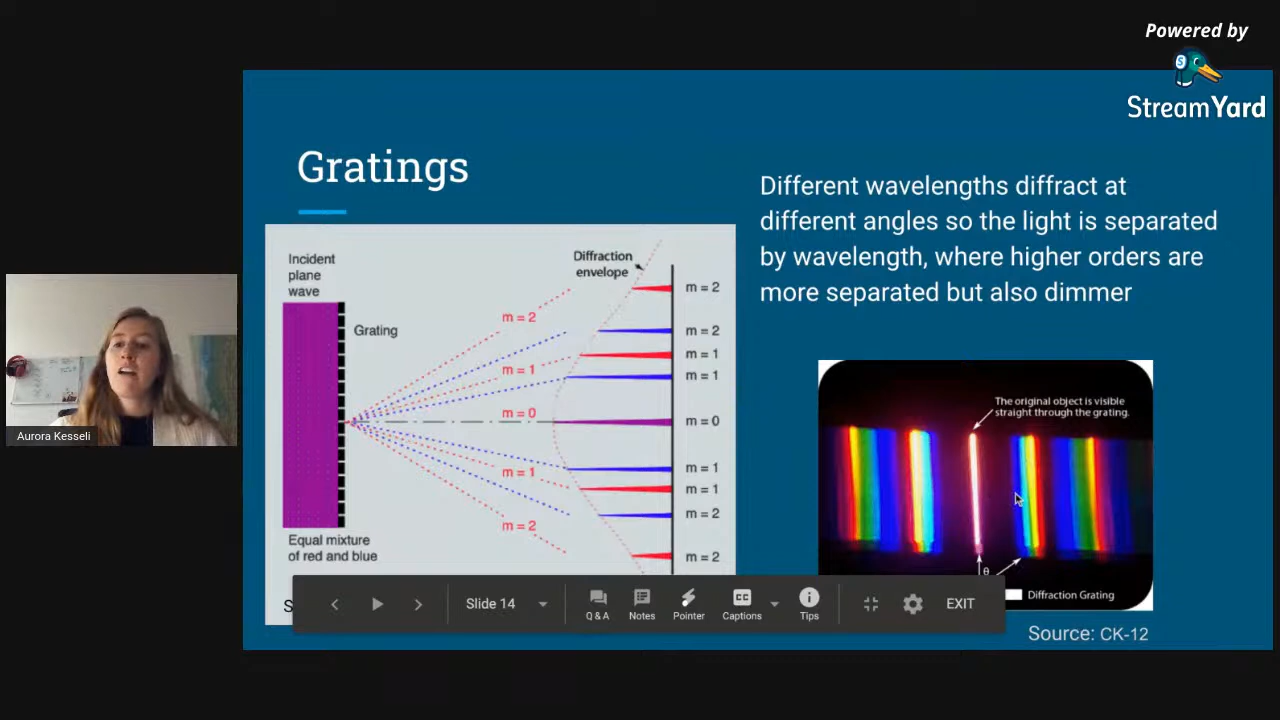 Powered by
StreamYard
Gratings
Different wavelengths diffract at
different angles so the light is separated
by wavelength, where higher orders are
more separated but also dimmer
Incident
plane
wave
Grating
Diffraction
envelope
m = 2
m = 1
m = 0
m = 1
m = 2
m = 2
m = 2
m = 1
m = 1
m = 0
m = 1
m = 1
m = 2
m = 2
Equal mixture
of red and blue
The original object is visible
straight through the grating.
θ
Diffraction Grating
Source: CK-12
Aurora Kesseli
Slide 14
Q & A
Notes
Pointer
CC
Captions
Tips
EXIT